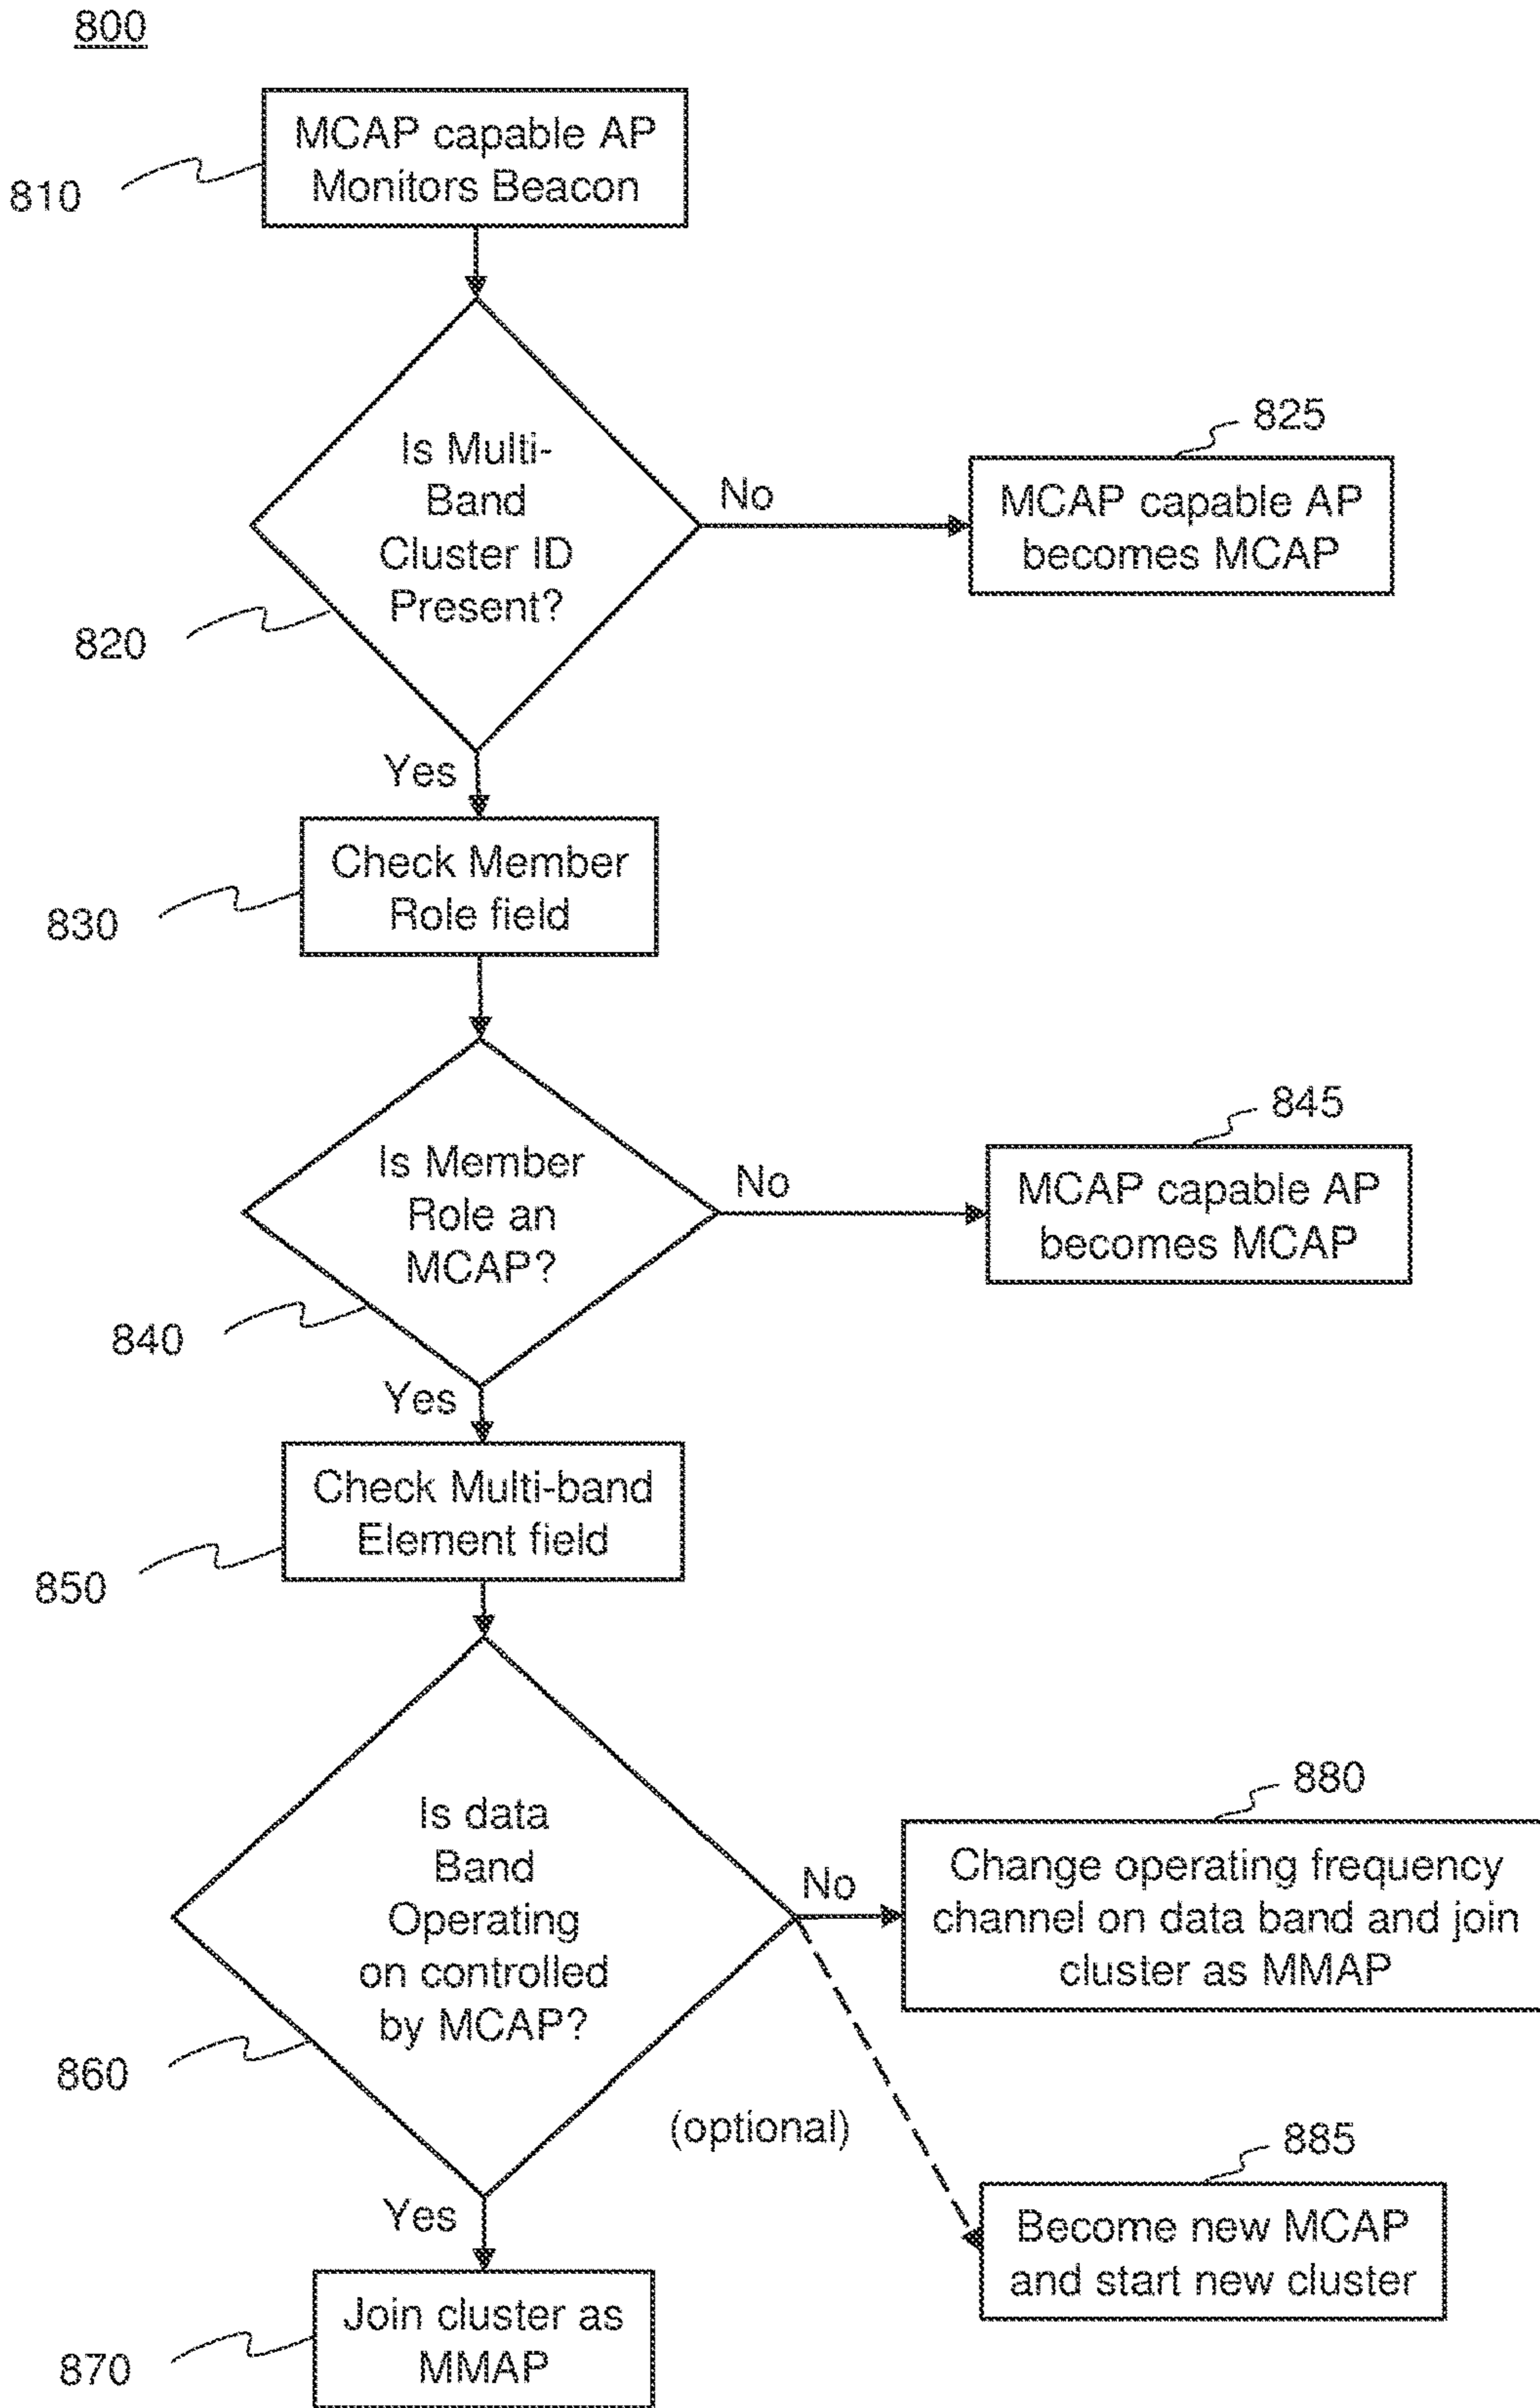 800
MCAP capable AP
Monitors Beacon
810
Is Multi-
Band
Cluster ID
Present?
820
No
825
MCAP capable AP
becomes MCAP
Yes
Check Member
Role field
830
Is Member
Role an
MCAP?
840
No
845
MCAP capable AP
becomes MCAP
Yes
Check Multi-band
Element field
850
Is data
Band
Operating
on controlled
by MCAP?
860
No
880
Change operating frequency
channel on data band and join
cluster as MMAP
(optional)
885
Become new MCAP
and start new cluster
Yes
Join cluster as
MMAP
870